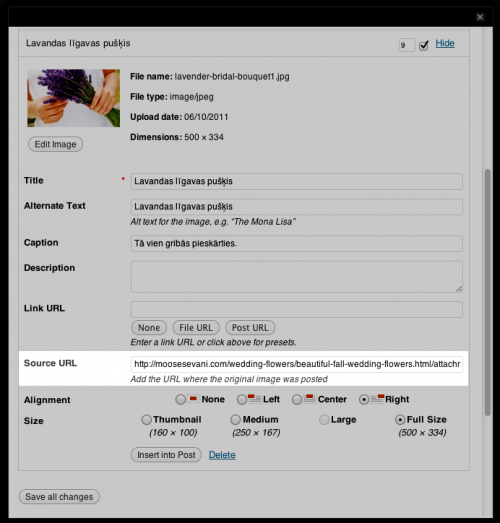 Lavandas līgavas pušķis 9 Hide
File name: lavender-bridal-bouquet1.jpg
File type: image/jpeg
Upload date: 06/10/2011
Dimensions: 500 × 334
Edit Image
Title * Lavandas līgavas pušķis
Alternate Text Lavandas līgavas pušķis
Alt text for the image, e.g. “The Mona Lisa”
Caption Tā vien gribās pieskārties.
Description
Link URL
None File URL Post URL
Enter a link URL or click above for presets.
Source URL http://moosesevani.com/wedding-flowers/beautiful-fall-wedding-flowers.html/attachr
Add the URL where the original image was posted
Alignment None Left Center Right
Size Thumbnail Medium Large Full Size
(160 × 100) (250 × 167) (500 × 334)
Insert into Post Delete
Save all changes